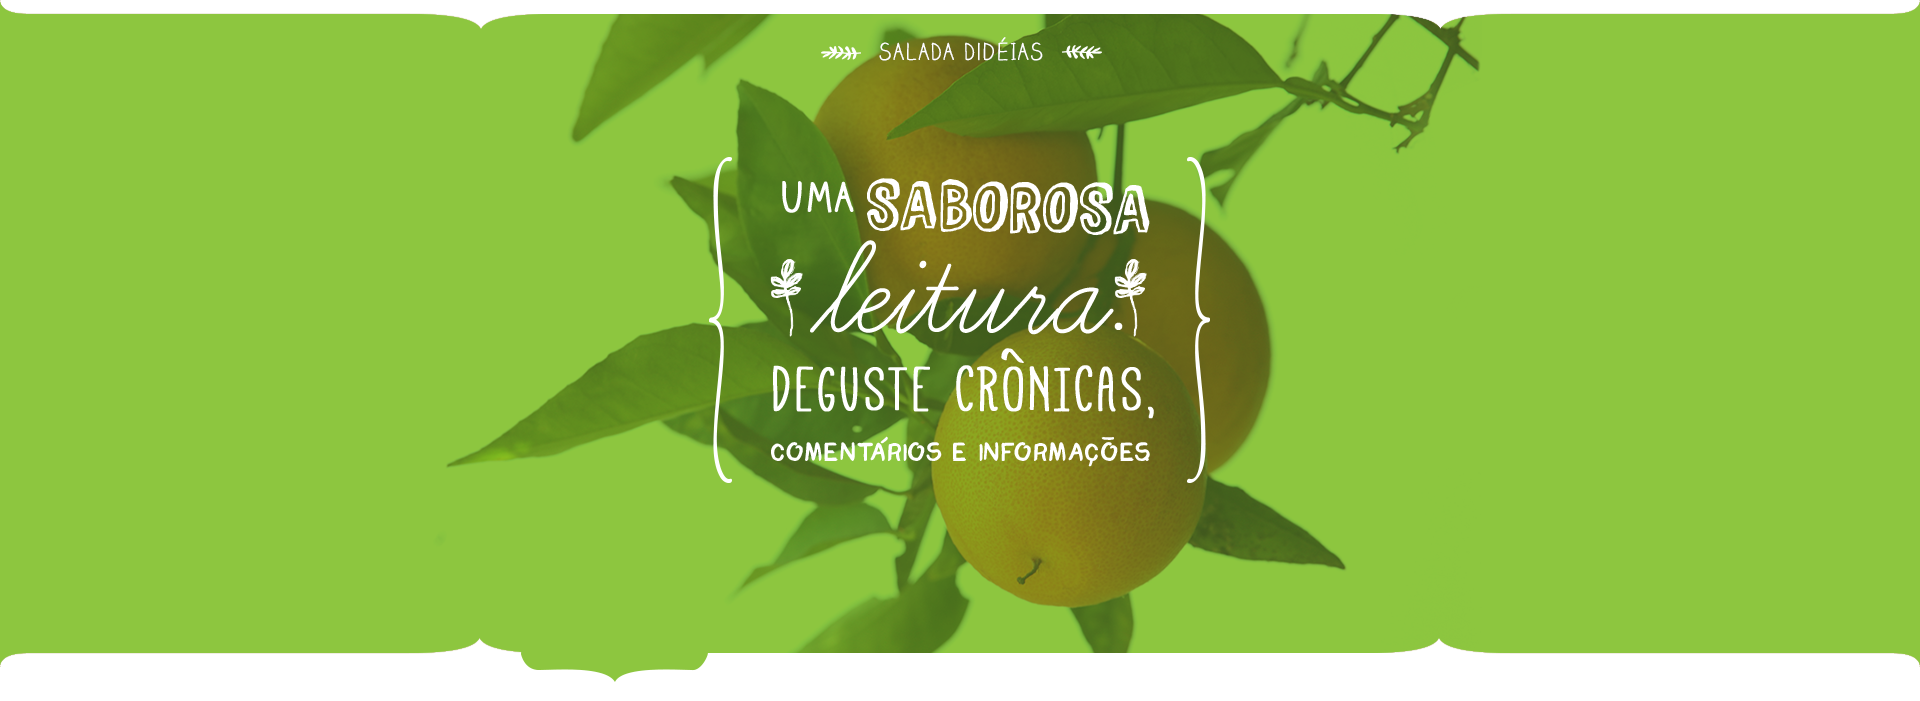 SALADA DIDÉIAS
UMA SABOROSA
leitura.
DEGUSTE CRÔNICAS,
COMENTÁRIOS E INFORMAÇÕES